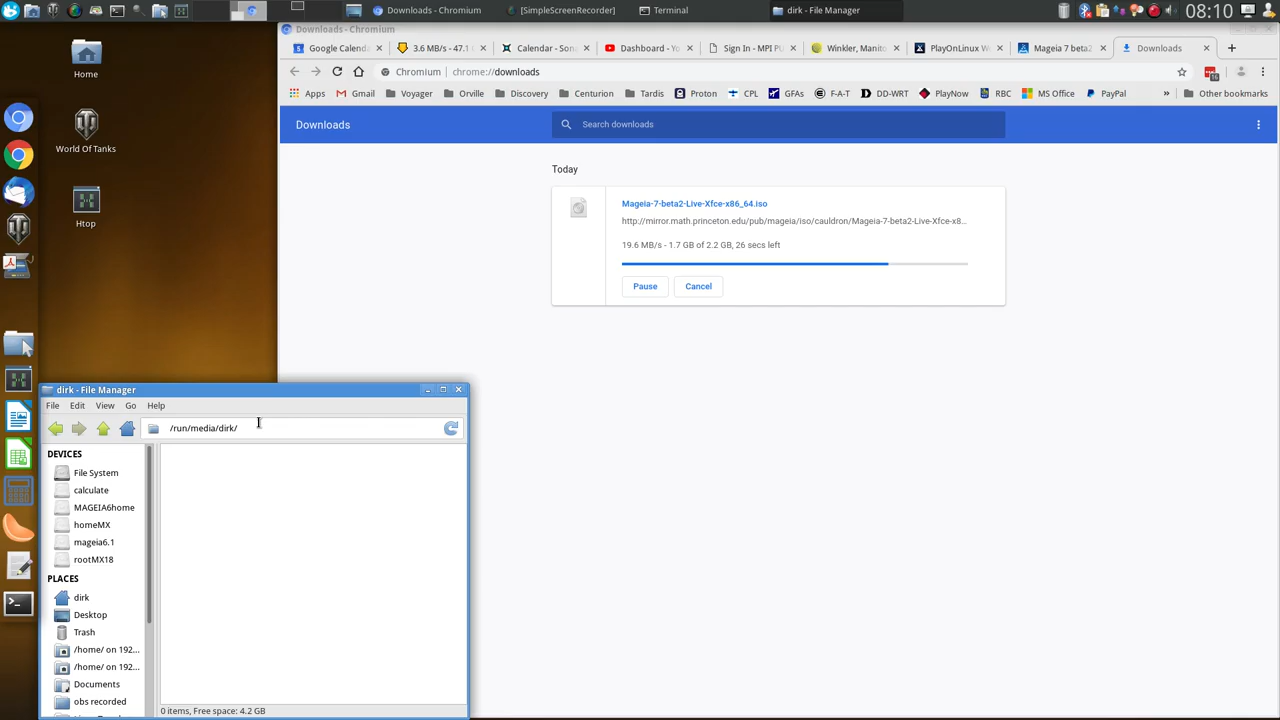 Downloads - Chromium
[SimpleScreenRecorder]
Terminal
dirk - File Manager
08:10
Home
World Of Tanks
Htop
Downloads - Chromium
Google Calenda
3.6 MB/s - 47.1
Calendar - Son
Dashboard - Yo
Sign In - MPI P
Winkler, Manito
PlayOnLinux W
Mageia 7 beta2
Downloads
Chromium | chrome://downloads
Apps
Gmail
Voyager
Orville
Discovery
Centurion
Tardis
Proton
CPL
GFAs
F-A-T
DD-WRT
PlayNow
RBC
MS Office
PayPal
»
Other bookmarks
Downloads
Search downloads
Today
Mageia-7-beta2-Live-Xfce-x86_64.iso
http://mirror.math.princeton.edu/pub/mageia/iso/cauldron/Mageia-7-beta2-Live-Xfce-x8...
19.6 MB/s - 1.7 GB of 2.2 GB, 26 secs left
Pause
Cancel
dirk - File Manager
File Edit View Go Help
/run/media/dirk/
DEVICES
File System
calculate
MAGEIA6home
homeMX
mageia6.1
rootMX18
PLACES
dirk
Desktop
Trash
/home/ on 192...
/home/ on 192...
Documents
obs recorded
0 items, Free space: 4.2 GB